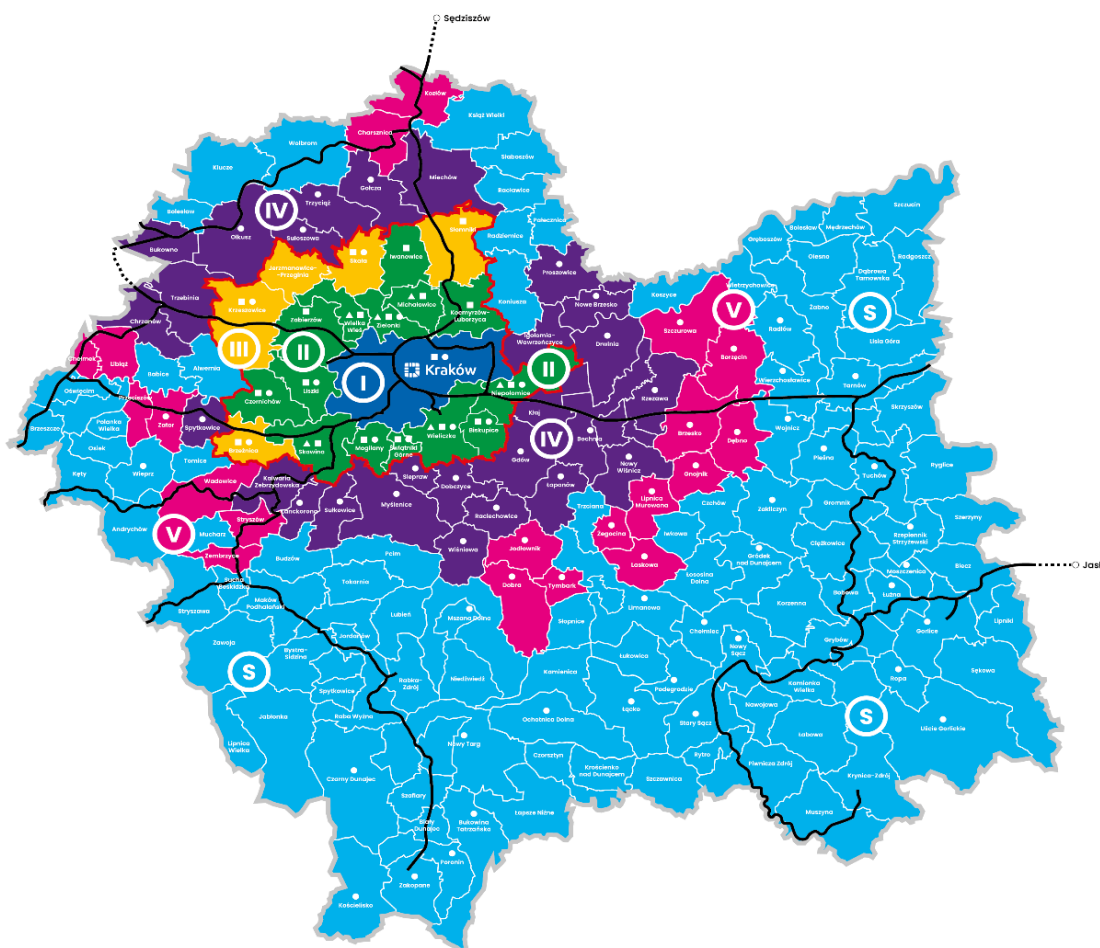 Sędziszów
Kozłów
Książ Wielki
Charsznica
Wolbrom
Klucze
Słaboszów
Miechów
Gołcza
Racławice
Trzyciąż
IV
Bolesław
Szczucin
Pałecznica
Słomniki
Radziemice
Olkusz
Sułoszowa
Iwanowice
Bolesław
Mędrzechów
Gręboszów
Bukowno
Skała
Olesno
Radgoszcz
Jerzmanowice-
-Przeginia
Proszowice
Dąbrowa
Tarnowska
Trzebinia
Koniusza
Nowe Brzesko
Koszyce
Wietrzychowice
V
Krzeszowice
Michałowice
Kocmyrzów-
Luborzyca
Żabno
S
Zabierzów
Wielka
Wieś
Zielonki
Chrzanów
Szczurowa
Radłów
Igołomia-
Wawrzeńczyce
Drwinia
Lisia Góra
III
II
Chełmek
Libiąż
Babice
Alwernia
Borzęcin
Kraków
II
I
Wierzchosławice
Tarnów
Oświęcim
Przeciszów
Liszki
Niepołomice
Rzezawa
Czernichów
Skrzyszów
Zator
Spytkowice
Kłaj
Brzeszcze
Polanka
Wielka
Wojnicz
Brzesko
Dębno
Wieliczka
Biskupice
IV
Bochnia
Osiek
Brzeźnica
Skawina
Mogilany
Świątniki
Górne
Pleśna
Tomice
Gdów
Nowy
Wiśnicz
Ryglice
Kęty
Wieprz
Gnojnik
Tuchów
Wadowice
Kalwaria
Zebrzydowska
Siepraw
Dobczyce
Łapanów
Lipnica
Murowana
Lanckorona
Sułkowice
Myślenice
Raciechowice
Trzciana
Czchów
Zakliczyn
Gromnik
Szerzyny
Stryszów
Andrychów
V
Mucharz
Żegocina
Iwkowa
Rzepiennik
Strzyżewski
Ciężkowice
Wiśniowa
Jodłownik
Zembrzyce
Budzów
Pcim
Laskowa
Gródek
nad Dunajcem
Moszczenica
Biecz
Łososina
Dolna
Sucha
Beskidzka
Tokarnia
Dobra
Tymbark
Bobowa
Łużna
Stryszawa
Maków
Podhalański
Limanowa
Korzenna
Lubień
Mszana Dolna
Słopnice
Chełmiec
Gorlice
Lipinki
Zawoja
Jordanów
Nowy
Sącz
Grybów
Bystra-
Sidzina
Łukowica
Sękowa
S
Kamienica
Ropa
Rabka-
Zdrój
Niedźwiedź
Kamionka
Wielka
Spytkowice
Podegrodzie
Nawojowa
Łącko
Jabłonka
Raba Wyżna
Ochotnica Dolna
Stary Sącz
S
Uście Gorlickie
Łabowa
Lipnica
Wielka
Nowy Targ
Czorsztyn
Rytro
Piwniczna Zdrój
Krościenko
nad Dunajcem
Krynica-Zdrój
Czarny Dunajec
Szczawnica
Szaflary
Łapsze Niżne
Muszyna
Biały
Dunajec
Bukowina
Tatrzańska
Poronin
Zakopane
Kościelisko